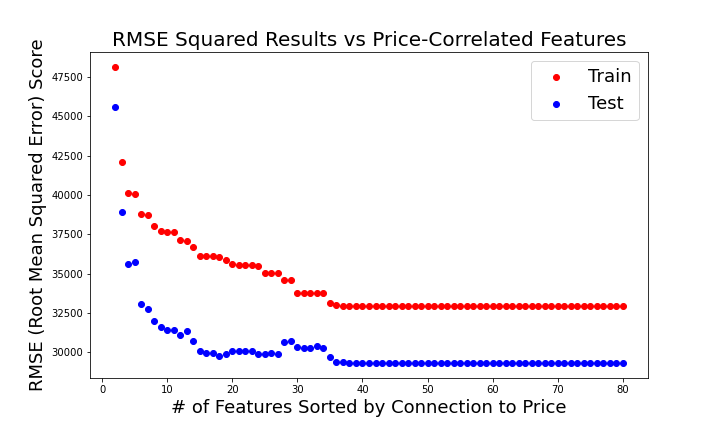 RMSE Squared Results vs Price-Correlated Features
RMSE (Root Mean Squared Error) Score
47500
45000
42500
40000
37500
35000
32500
30000
Train
Test
0 10 20 30 40 50 60 70 80
# of Features Sorted by Connection to Price